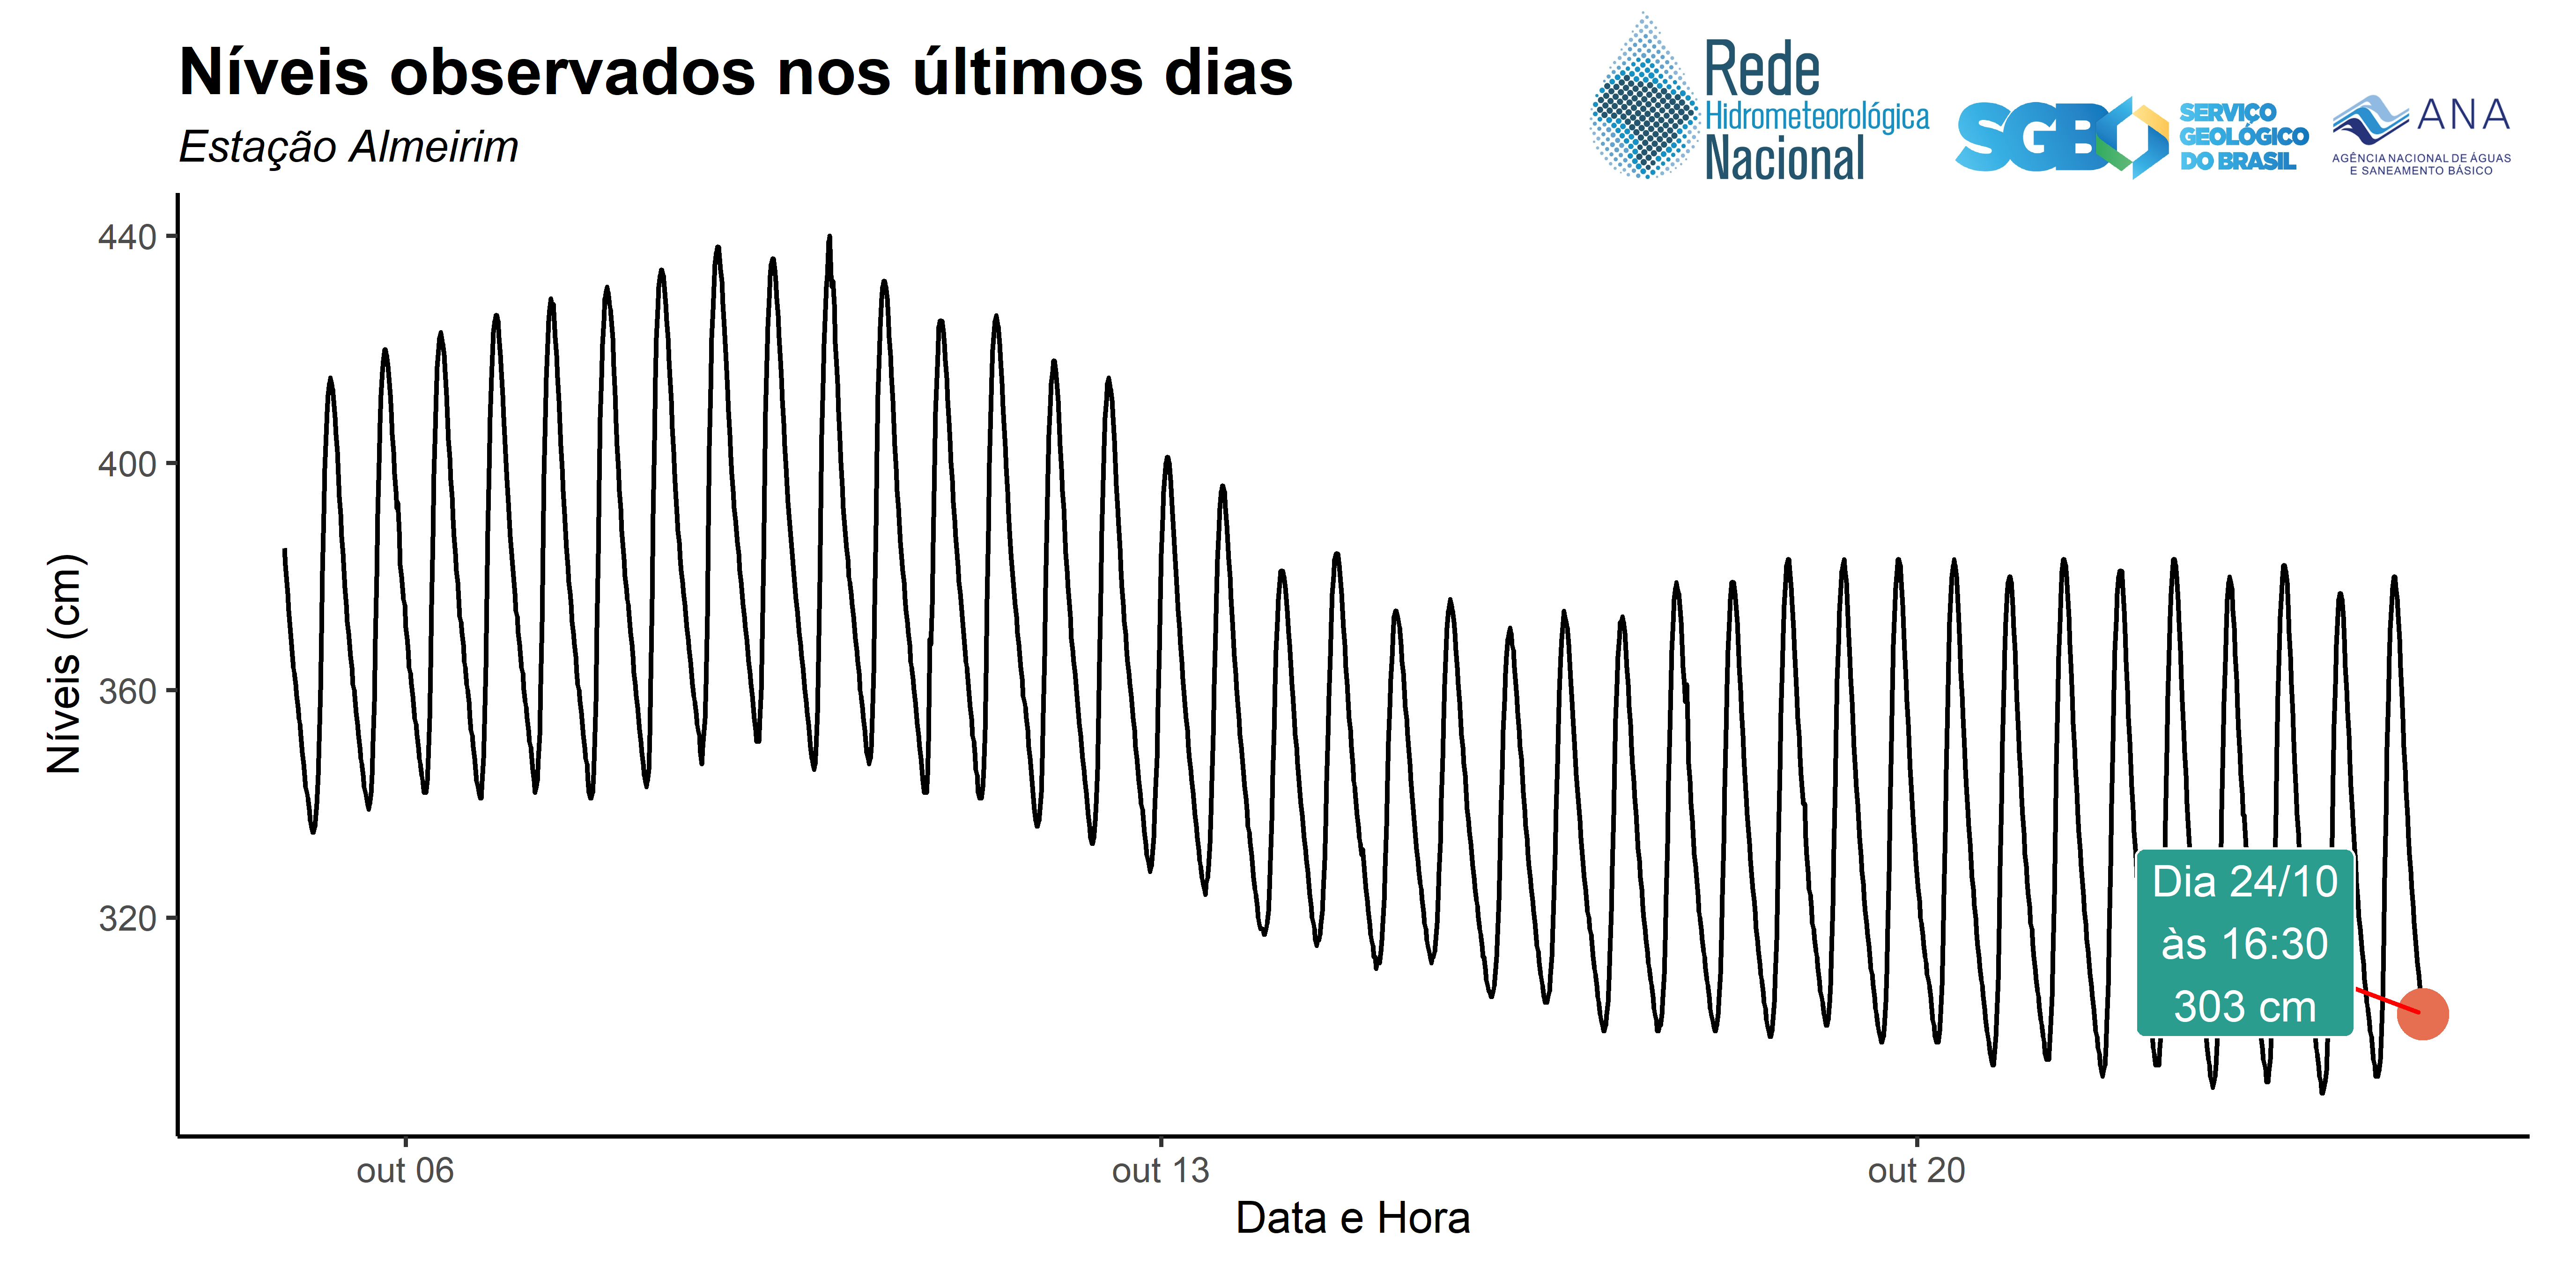 Níveis observados nos últimos dias
Estação Almeirim
Rede
Hidrometeorológica
Nacional
SGB
SERVIÇO
GEOLÓGICO
DO BRASIL
ANA
AGÊNCIA NACIONAL DE ÁGUAS
E SANEAMENTO BÁSICO
Níveis (cm)
440
400
360
320
Dia 24/10
às 16:30
303 cm
out 06
out 13
out 20
Data e Hora